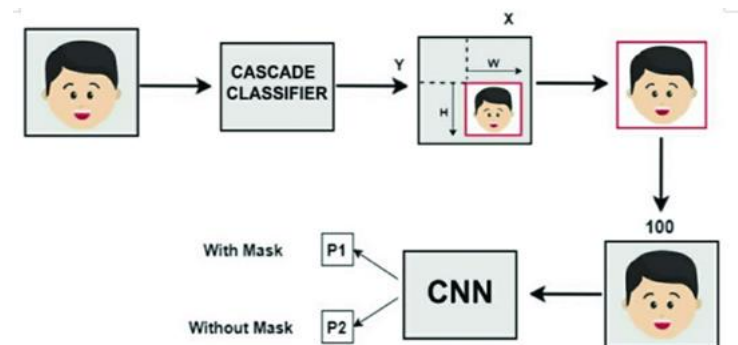 X
CASCADE
CLASSIFIER
Y
W
H
100
With Mask
P1
CNN
Without Mask
P2